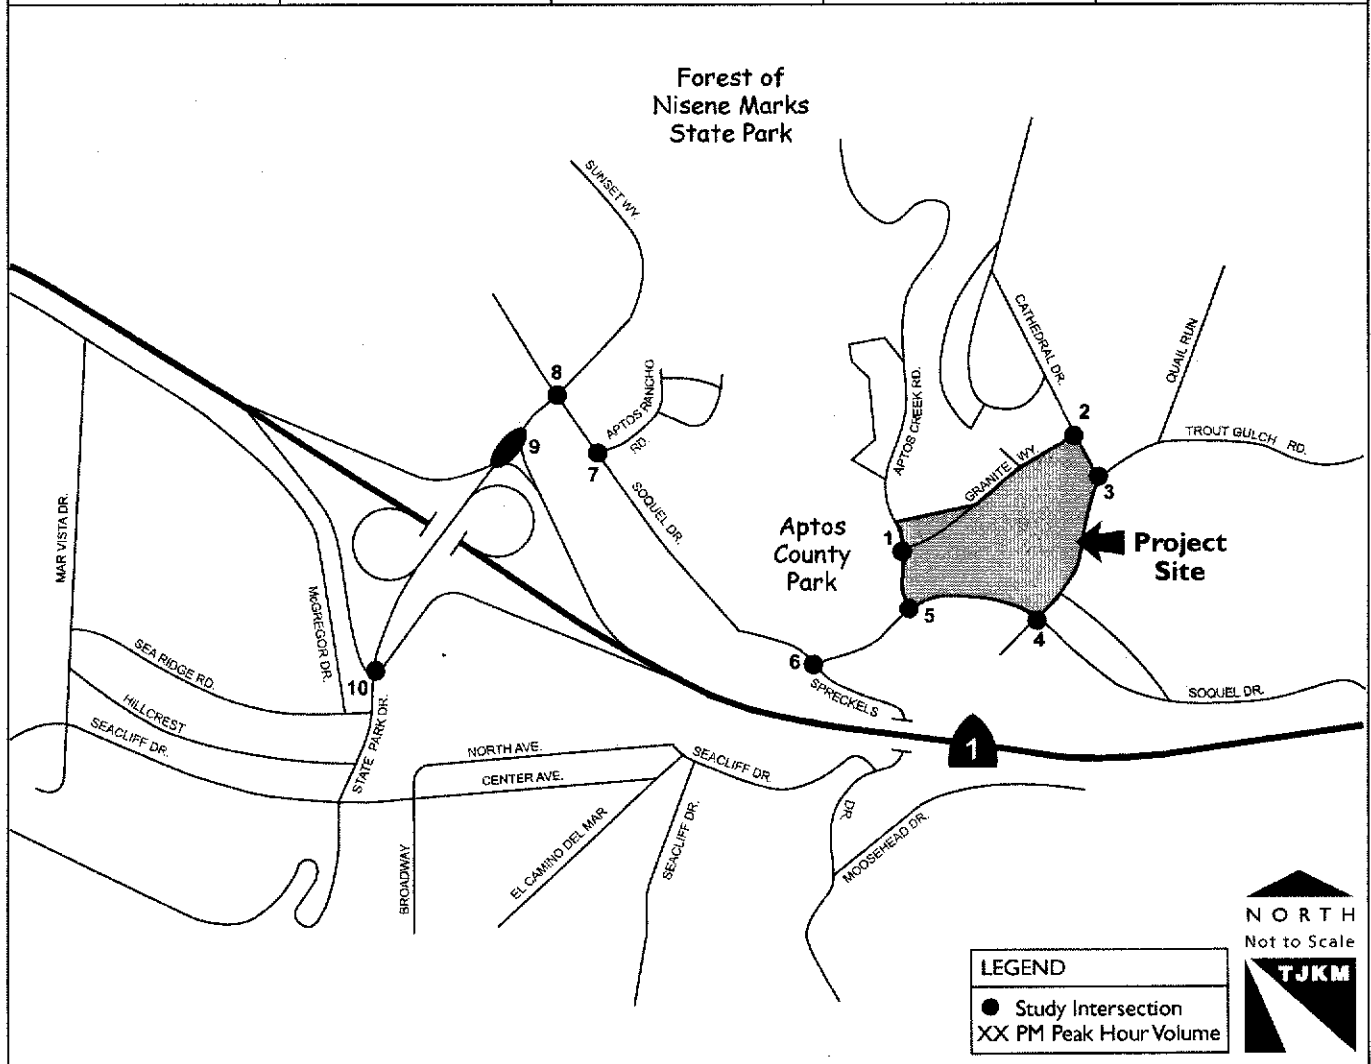 Forest of
Nisene Marks
State Park
SUNSET WY.
CATHEDRAL DR.
QUAIL RUN
8
APTOS RANCHO
RD.
APTOS CREEK RD.
2
TROUT GULCH RD.
9
7
3
GRANITE WY.
SOQUEL DR.
MAR VISTA DR.
Aptos
County
Park
1
Project
Site
McGREGOR DR.
5
4
SEA RIDGE RD.
10
6
SPRECKELS
SOQUEL DR.
HILLCREST
SEACLIFF DR.
STATE PARK DR.
NORTH AVE.
CENTER AVE.
SEACLIFF DR.
1
DR.
MOOSEHEAD DR.
EL CAMINO DEL MAR
SEACLIFF DR.
BROADWAY
NORTH
Not to Scale
TJKM
LEGEND
Study Intersection
XX PM Peak Hour Volume